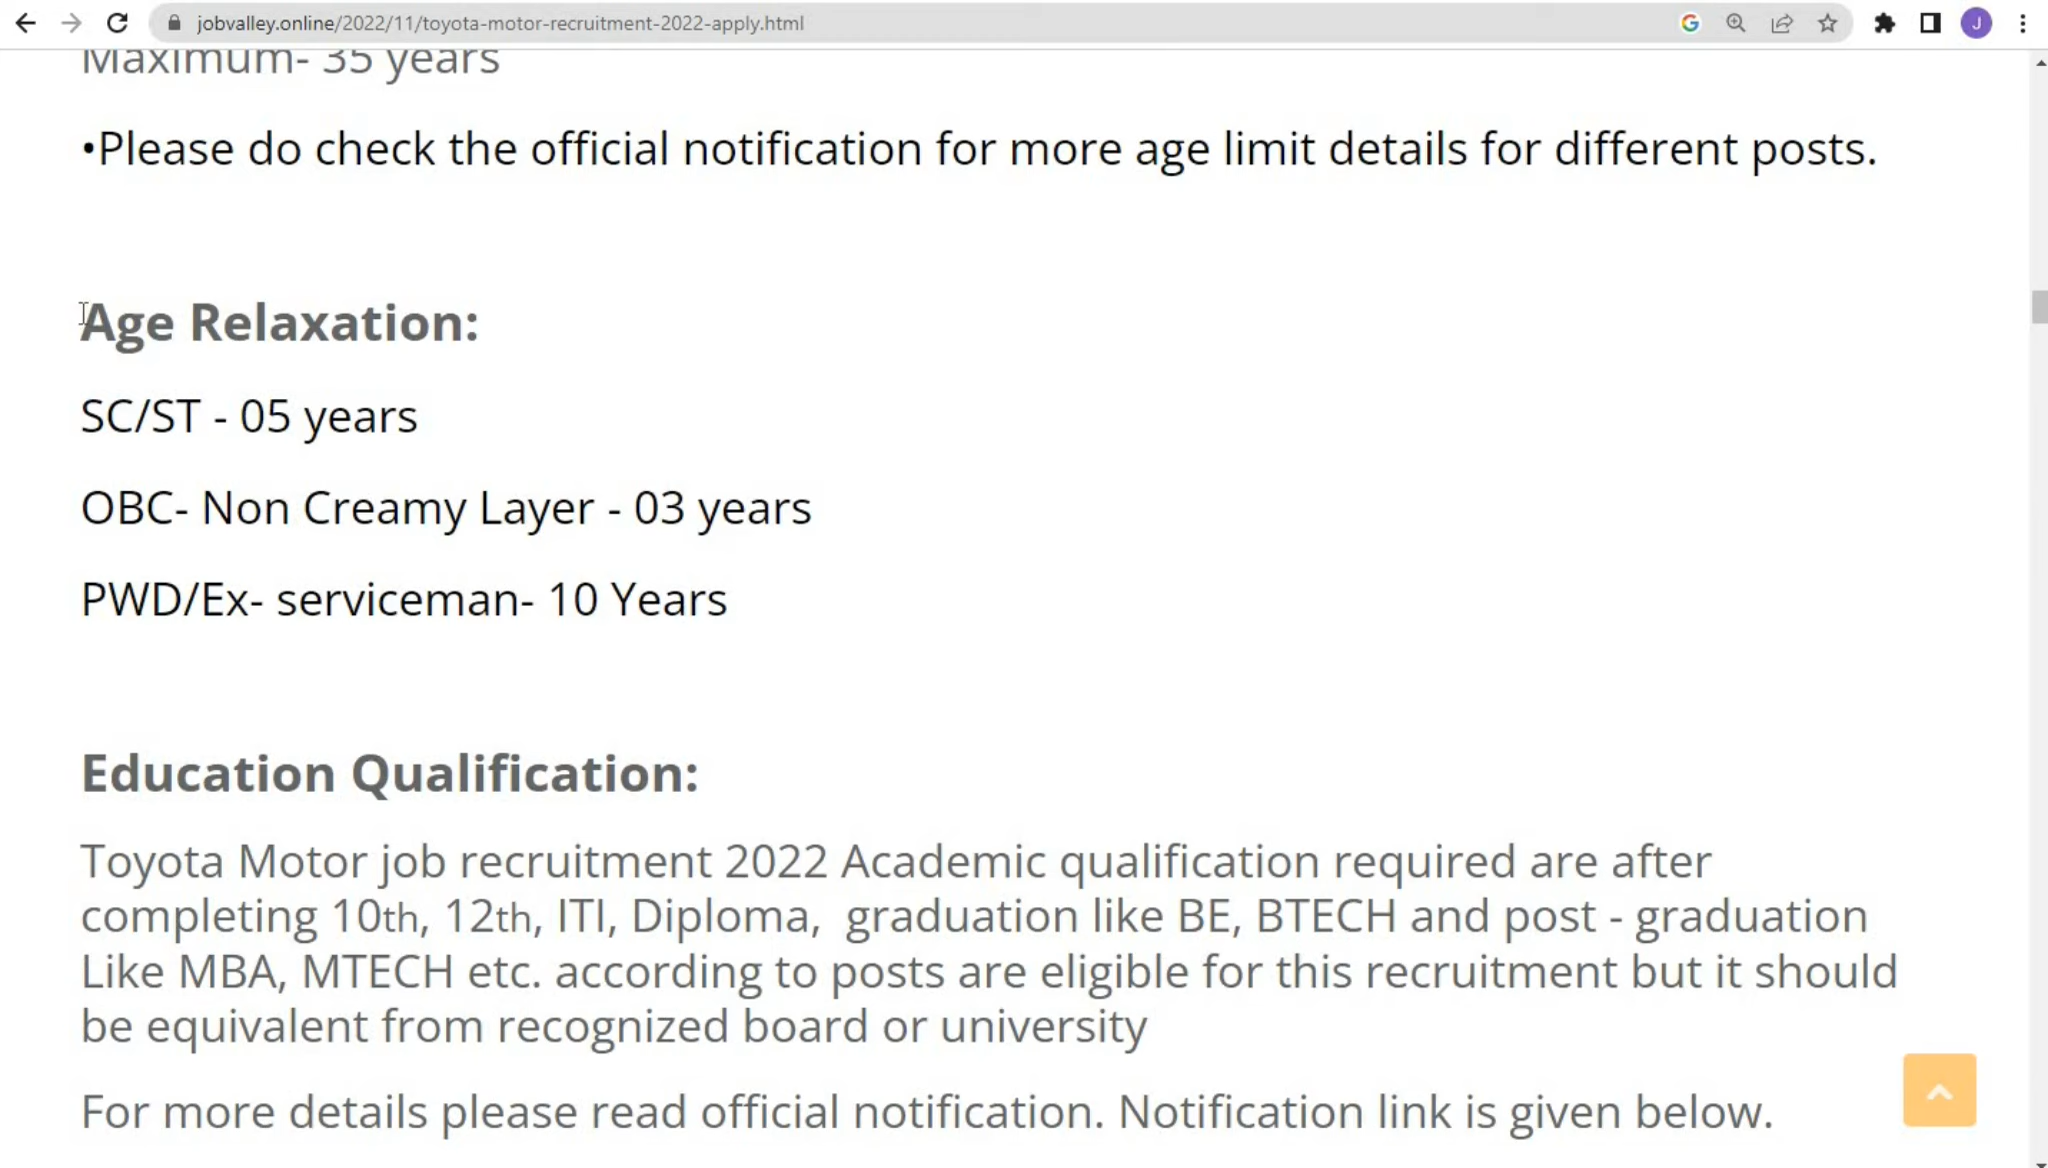 jobvalley.online/2022/11/toyota-motor-recruitment-2022-apply.html
J
Maximum- 35 years
•Please do check the official notification for more age limit details for different posts.
Age Relaxation:
SC/ST - 05 years
OBC- Non Creamy Layer - 03 years
PWD/Ex- serviceman- 10 Years
Education Qualification:
Toyota Motor job recruitment 2022 Academic qualification required are after
completing 10th, 12th, ITI, Diploma,  graduation like BE, BTECH and post - graduation
Like MBA, MTECH etc. according to posts are eligible for this recruitment but it should
be equivalent from recognized board or university
For more details please read official notification. Notification link is given below.